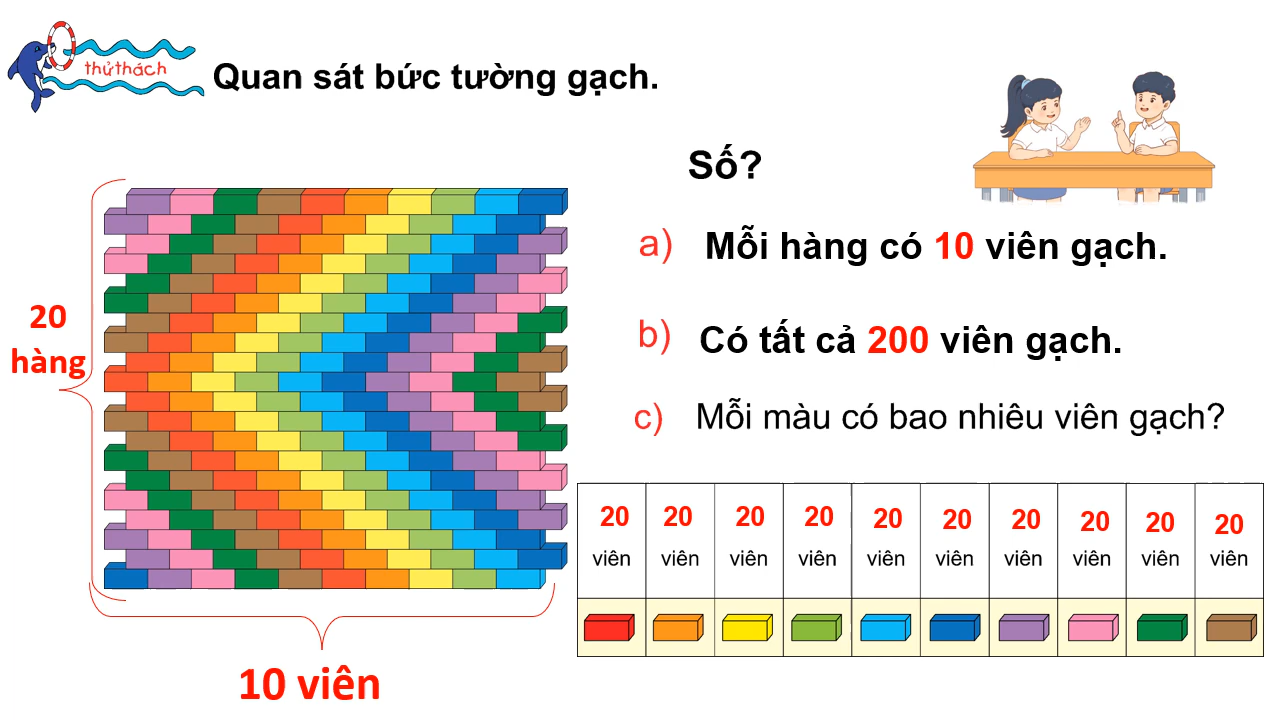 thử thách
Quan sát bức tường gạch.
Số?
a) Mỗi hàng có 10 viên gạch.
b) Có tất cả 200 viên gạch.
c) Mỗi màu có bao nhiêu viên gạch?
20
hàng
10 viên
20 20 20 20 20 20 20 20 20 20
viên viên viên viên viên viên viên viên viên viên